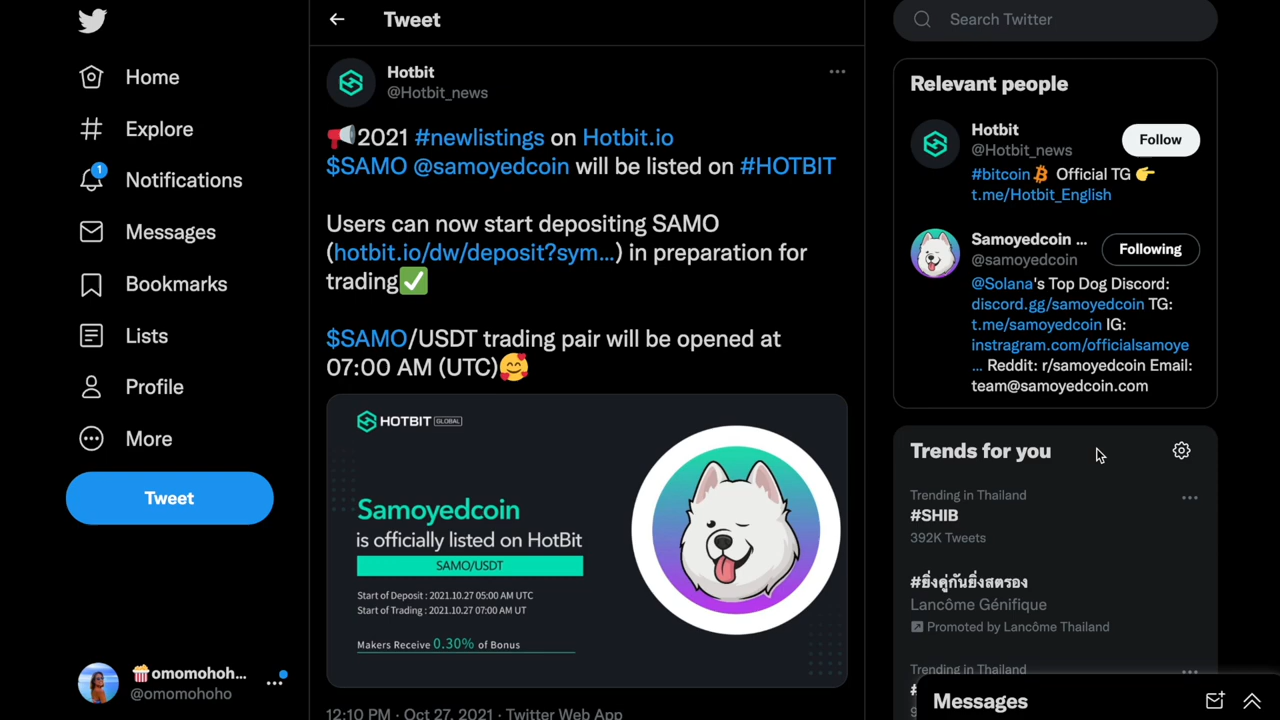 Home
Explore
1
Notifications
Messages
Bookmarks
Lists
Profile
More
Tweet
🍿omomohoh...
@omomohoho
Tweet
Hotbit
@Hotbit_news
📢2021 #newlistings on Hotbit.io
$SAMO @samoyedcoin will be listed on #HOTBIT
Users can now start depositing SAMO
(hotbit.io/dw/deposit?sym...) in preparation for
trading✅
$SAMO/USDT trading pair will be opened at
07:00 AM (UTC)🥰
HOTBIT GLOBAL
Samoyedcoin
is officially listed on HotBit
SAMO/USDT
Start of Deposit : 2021.10.27 05:00 AM UTC
Start of Trading : 2021.10.27 07:00 AM UT
Makers Receive 0.30% of Bonus
12:10 PM · Oct 27, 2021 · Twitter Web App
Search Twitter
Relevant people
Hotbit
@Hotbit_news
Follow
#bitcoin₿ Official TG 👉
t.me/Hotbit_English
Samoyedcoin ...
@samoyedcoin
Following
@Solana's Top Dog Discord:
discord.gg/samoyedcoin TG:
t.me/samoyedcoin IG:
instragram.com/officialsamoye
... Reddit: r/samoyedcoin Email:
team@samoyedcoin.com
Trends for you
Trending in Thailand
#SHIB
392K Tweets
#ยิ่งคู่กันยิ่งสตรอง
Lancôme Génifique
Promoted by Lancôme Thailand
Trending in Thailand
Messages